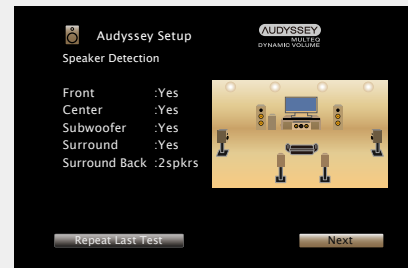 Audyssey Setup
AUDYSSEY
MULTEQ
DYNAMIC VOLUME
Speaker Detection
Front :Yes
Center :Yes
Subwoofer :Yes
Surround :Yes
Surround Back :2spkrs
Repeat Last Test
Next